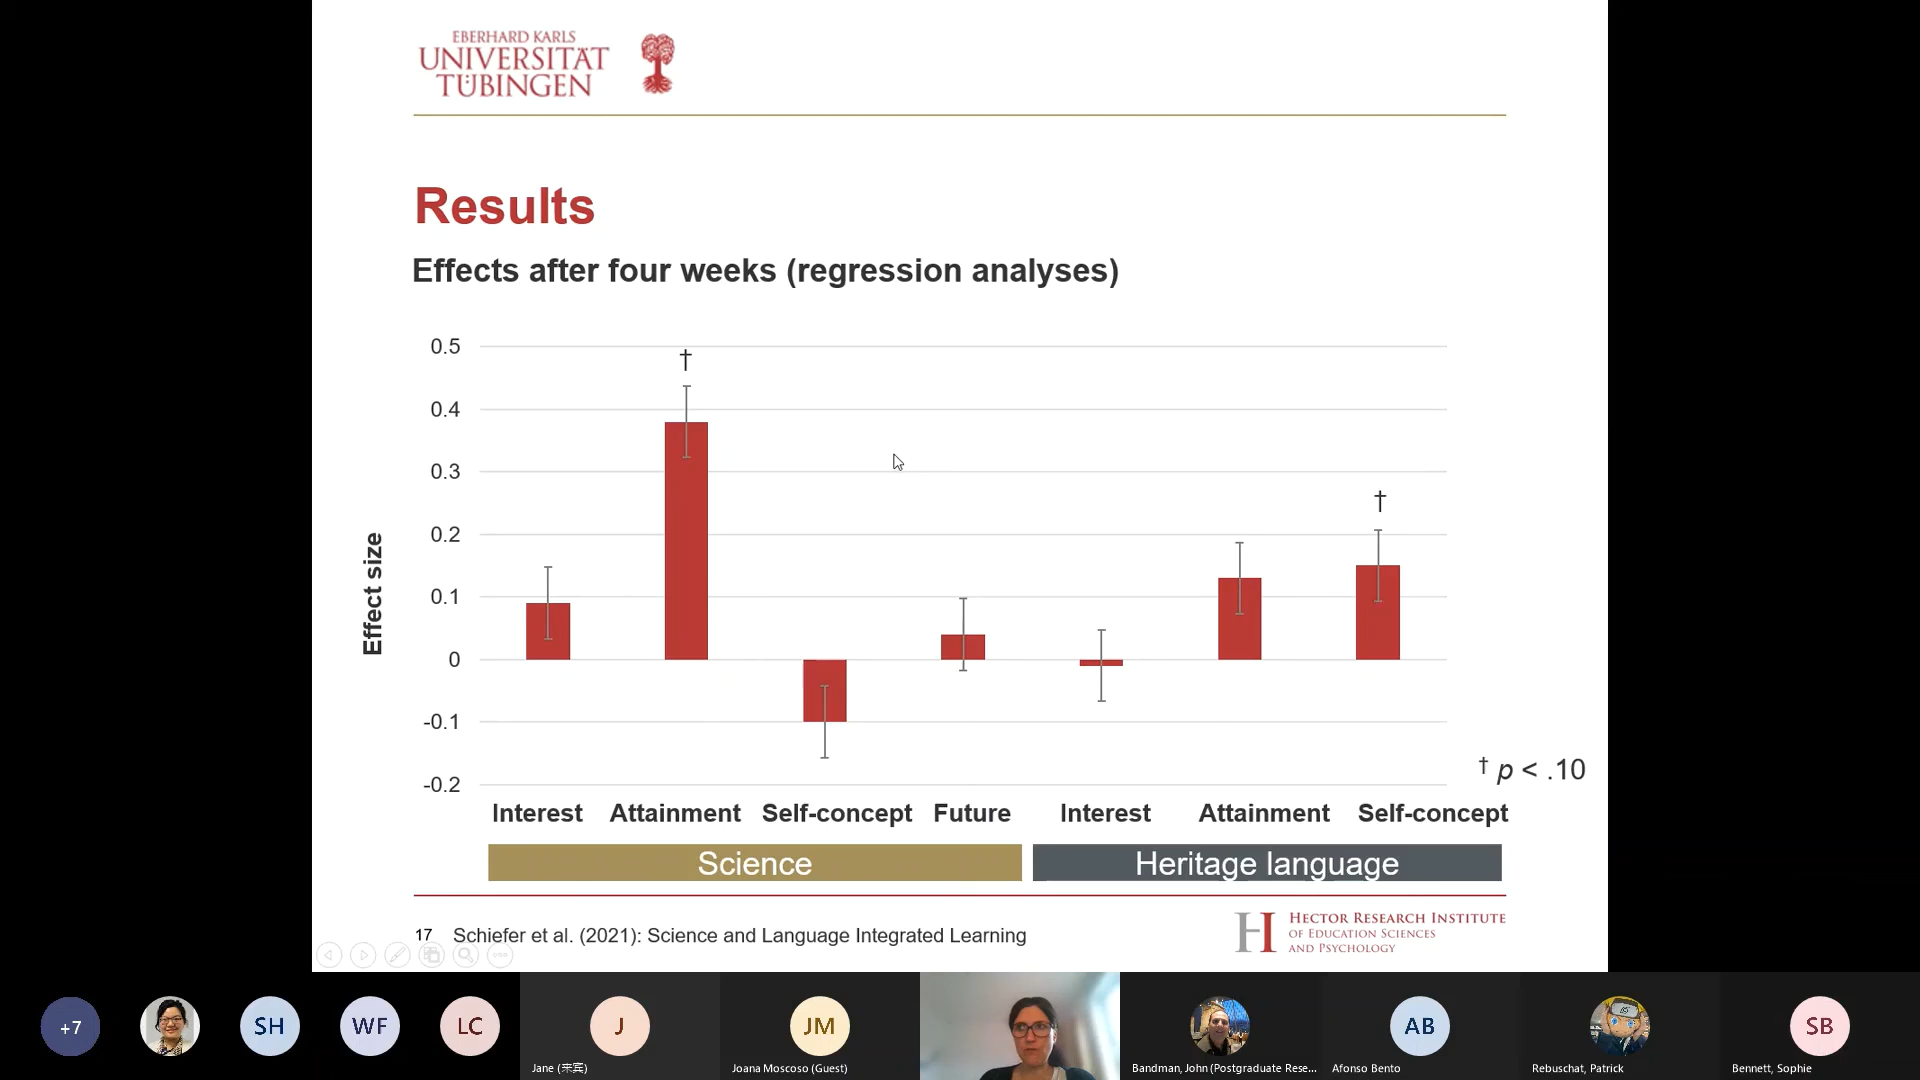 EBERHARD KARLS
UNIVERSITÄT
TÜBINGEN
Results
Effects after four weeks (regression analyses)
Effect size
0.5
0.4
0.3
0.2
0.1
0
-0.1
-0.2
†
†
† p < .10
Interest Attainment Self-concept Future Interest Attainment Self-concept
Science Heritage language
17 Schiefer et al. (2021): Science and Language Integrated Learning
H HECTOR RESEARCH INSTITUTE
OF EDUCATION SCIENCES
AND PSYCHOLOGY
+7 SH WF LC J JM AB SB
Jane (来宾) Joana Moscoso (Guest) Bandman, John (Postgraduate Rese... Afonso Bento Rebuschat, Patrick Bennett, Sophie